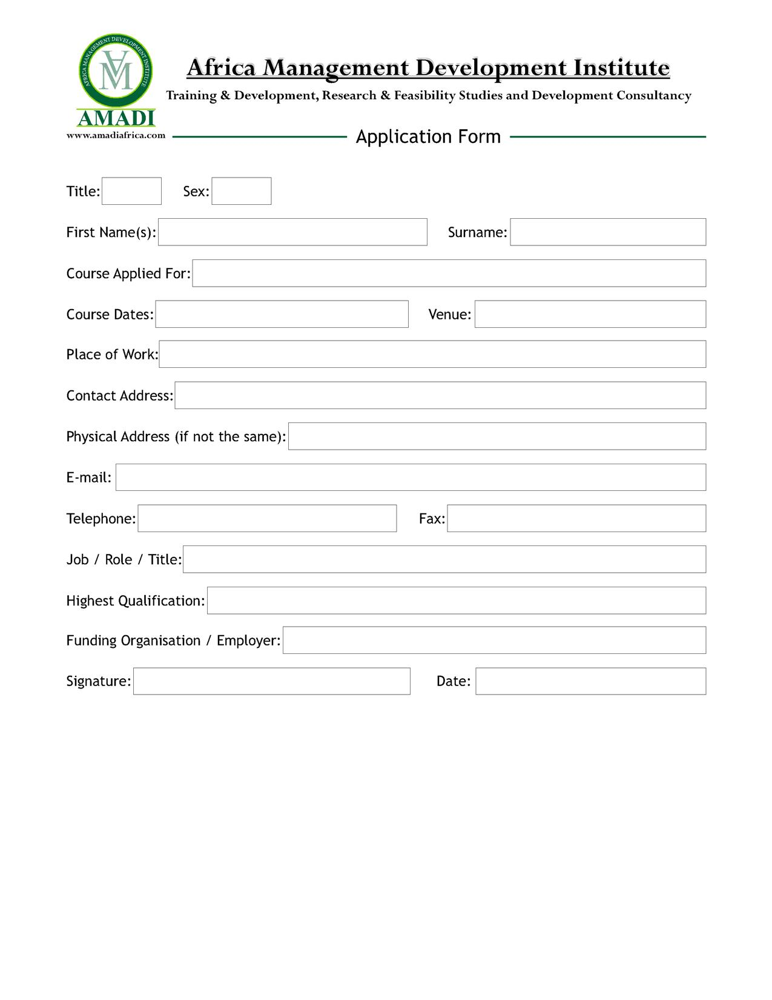 AFRICA MANAGEMENT DEVELOPMENT INSTITUTE
AMADI
www.amadiafrica.com
Africa Management Development Institute
Training & Development, Research & Feasibility Studies and Development Consultancy
Application Form
Title: Sex:
First Name(s): Surname:
Course Applied For:
Course Dates: Venue:
Place of Work:
Contact Address:
Physical Address (if not the same):
E-mail:
Telephone: Fax:
Job / Role / Title:
Highest Qualification:
Funding Organisation / Employer:
Signature: Date: